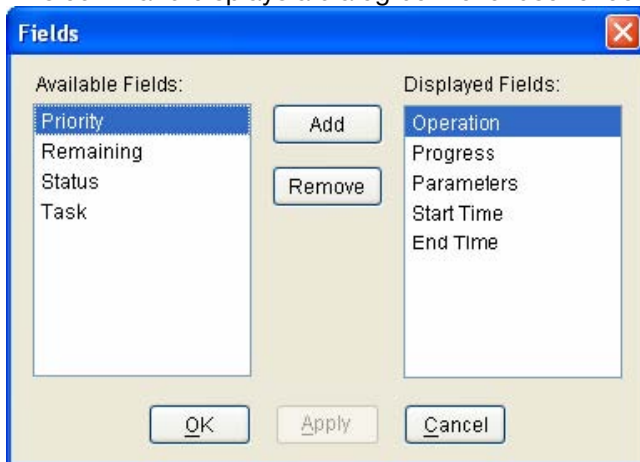 Fields
Available Fields:
Displayed Fields:
Priority
Remaining
Status
Task
Add
Remove
Operation
Progress
Parameters
Start Time
End Time
OK
Apply
Cancel